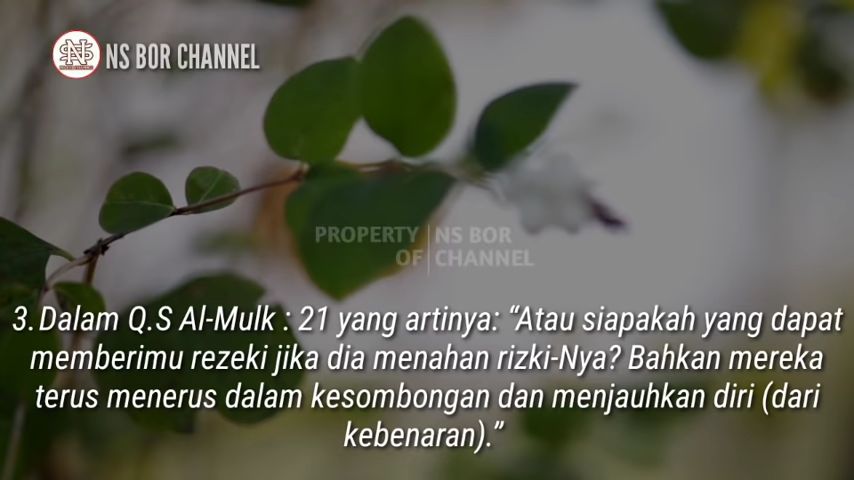 NS BOR CHANNEL
PROPERTY OF
NS BOR CHANNEL
3. Dalam Q.S Al-Mulk : 21 yang artinya: “Atau siapakah yang dapat
memberimu rezeki jika dia menahan rizki-Nya? Bahkan mereka
terus menerus dalam kesombongan dan menjauhkan diri (dari
kebenaran).”